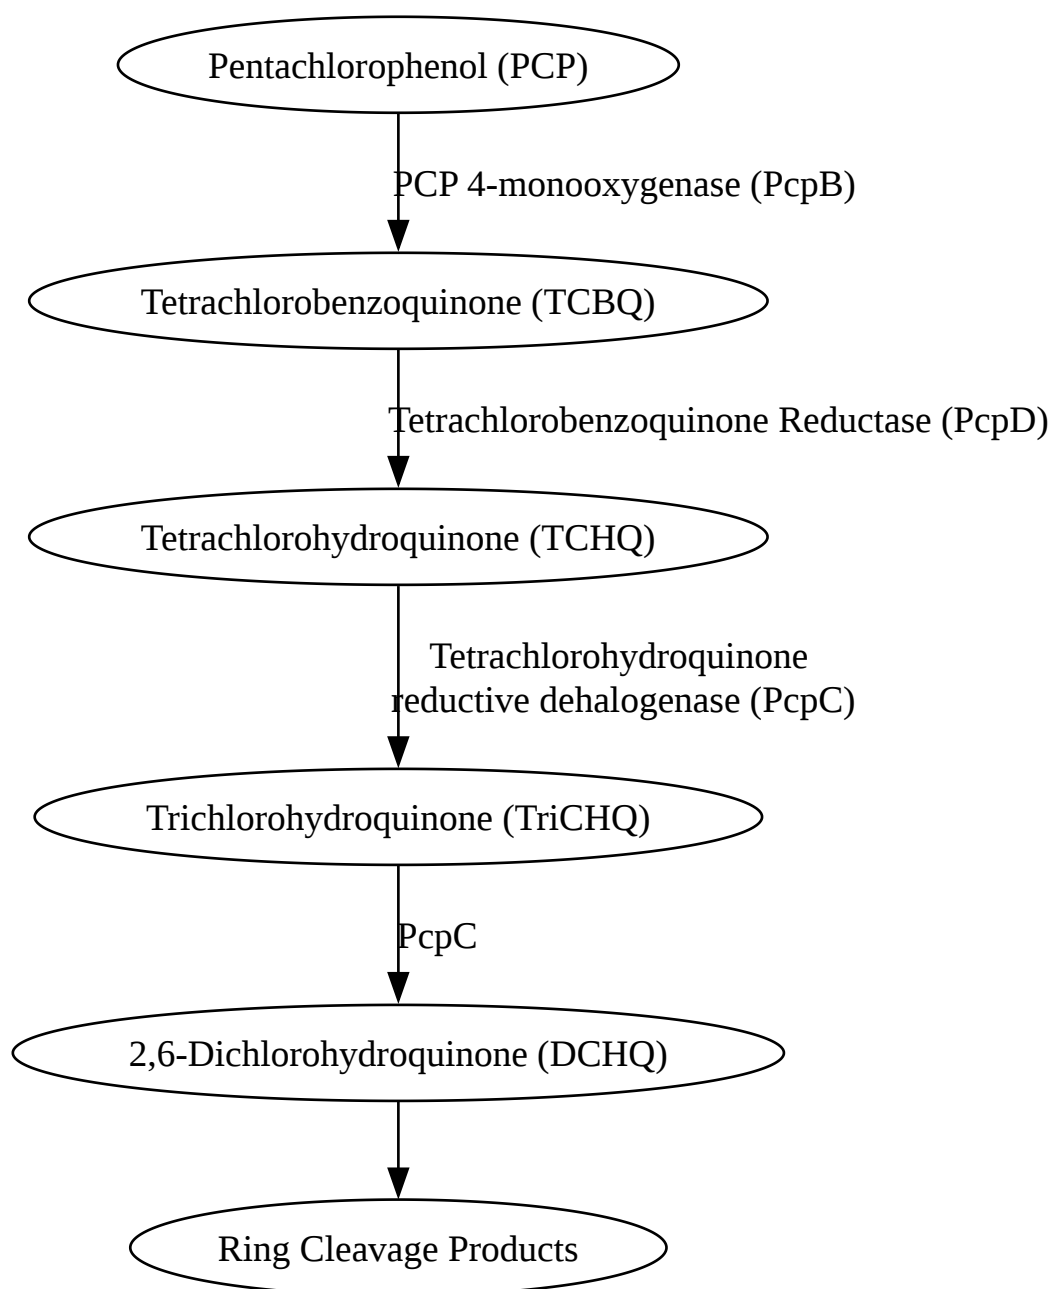 Pentachlorophenol (PCP)
PCP 4-monooxygenase (PcpB)
Tetrachlorobenzoquinone (TCBQ)
Tetrachlorobenzoquinone Reductase (PcpD)
Tetrachlorohydroquinone (TCHQ)
Tetrachlorohydroquinone
reductive dehalogenase (PcpC)
Trichlorohydroquinone (TriCHQ)
PcpC
2,6-Dichlorohydroquinone (DCHQ)
Ring Cleavage Products